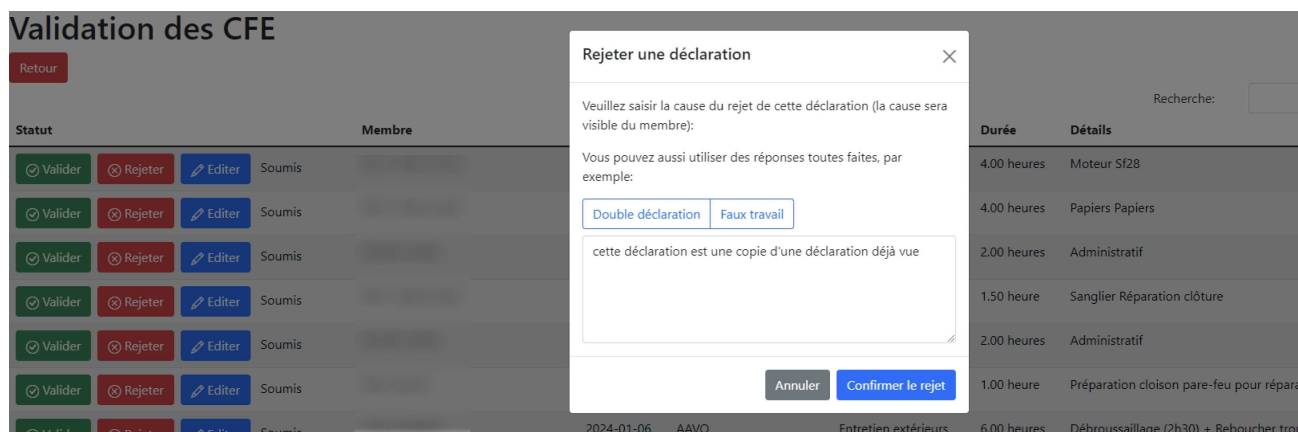 Validation des CFE
Retour
Recherche:
Statut Membre Durée Détails
Valider Rejeter Editer Soumis 4.00 heures Moteur Sf28
Valider Rejeter Editer Soumis 4.00 heures Papiers Papiers
Valider Rejeter Editer Soumis 2.00 heures Administratif
Valider Rejeter Editer Soumis 1.50 heure Sanglier Réparation clôture
Valider Rejeter Editer Soumis 2.00 heures Administratif
Valider Rejeter Editer Soumis 1.00 heure Préparation cloison pare-feu pour
Valider Rejeter Editer Soumis 2024-01-06 AAVO Entretien extérieurs 6.00 heures Débroussaillage (2h30) + Reboucher
Rejeter une déclaration
Veuillez saisir la cause du rejet de cette déclaration (la cause sera
visible du membre):
Vous pouvez aussi utiliser des réponses toutes faites, par
exemple:
Double déclaration Faux travail
cette déclaration est une copie d'une déclaration déjà vue
Annuler Confirmer le rejet